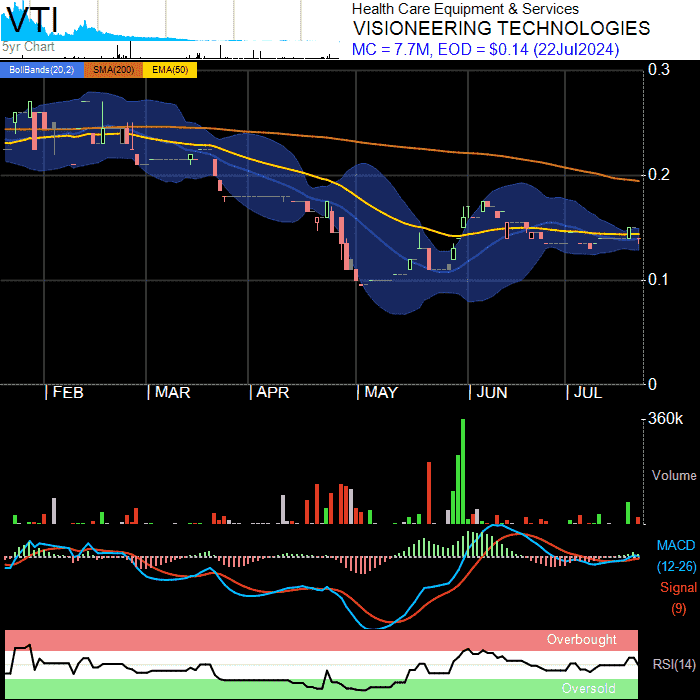 VTI
5yr Chart
Health Care Equipment & Services
VISIONEERING TECHNOLOGIES
MC = 7.7M, EOD = $0.14 (22Jul2024)
BollBands(20,2) SMA(200) EMA(50)
0.3
0.2
0.1
0
FEB MAR APR MAY JUN JUL
360k
Volume
MACD
(12-26)
Signal
(9)
Overbought
RSI(14)
Oversold